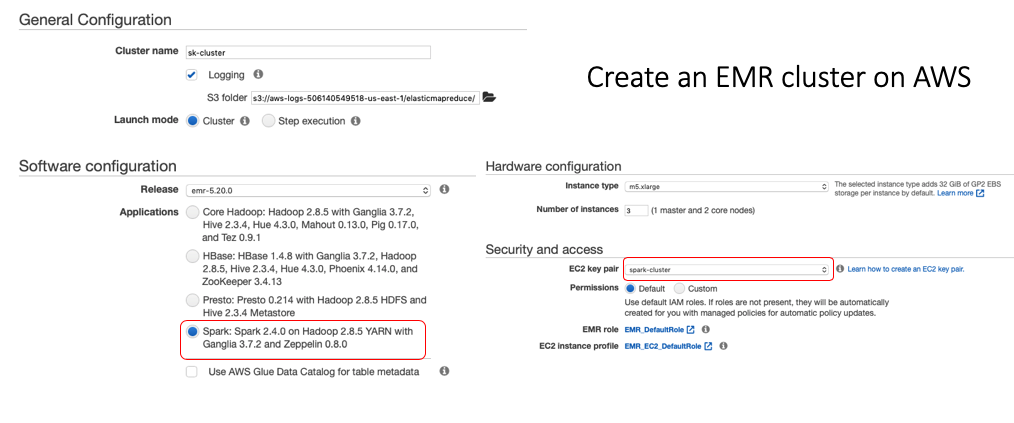 General Configuration
Cluster name sk-cluster
Logging
S3 folder s3://aws-logs-506140549518-us-east-1/elasticmapreduce/
Launch mode Cluster Step execution
Create an EMR cluster on AWS
Software configuration
Release emr-5.20.0
Applications Core Hadoop: Hadoop 2.8.5 with Ganglia 3.7.2,
Hive 2.3.4, Hue 4.3.0, Mahout 0.13.0, Pig 0.17.0,
and Tez 0.9.1
HBase: HBase 1.4.8 with Ganglia 3.7.2, Hadoop
2.8.5, Hive 2.3.4, Hue 4.3.0, Phoenix 4.14.0, and
ZooKeeper 3.4.13
Presto: Presto 0.214 with Hadoop 2.8.5 HDFS and
Hive 2.3.4 Metastore
Spark: Spark 2.4.0 on Hadoop 2.8.5 YARN with
Ganglia 3.7.2 and Zeppelin 0.8.0
Use AWS Glue Data Catalog for table metadata
Hardware configuration
Instance type m5.xlarge
The selected instance type adds 32 GiB of GP2 EBS
storage per instance by default. Learn more
Number of instances 3 (1 master and 2 core nodes)
Security and access
EC2 key pair spark-cluster Learn how to create an EC2 key pair.
Permissions Default Custom
Use default IAM roles. If roles are not present, they will be automatically
created for you with managed policies for automatic policy updates.
EMR role EMR_DefaultRole
EC2 instance profile EMR_EC2_DefaultRole